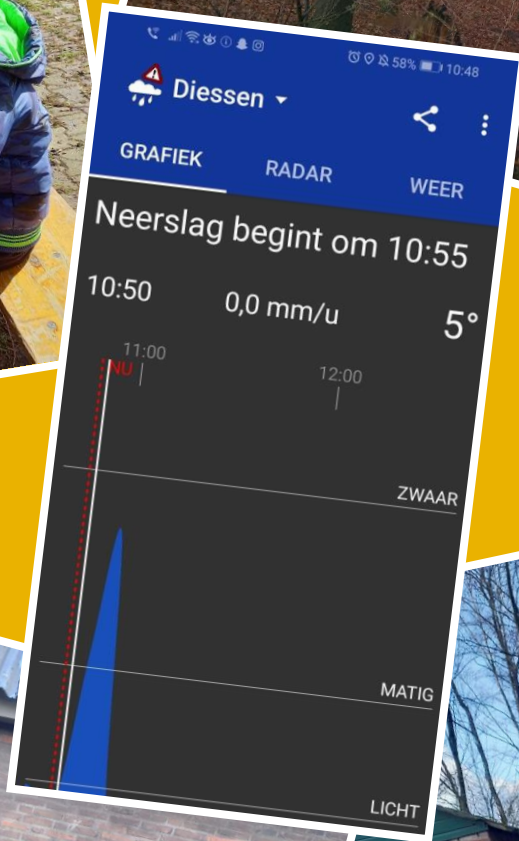 58% 10:48
Diessen
GRAFIEK RADAR WEER
Neerslag begint om 10:55
10:50 0,0 mm/u 5°
11:00 12:00
NU
ZWAAR
MATIG
LICHT